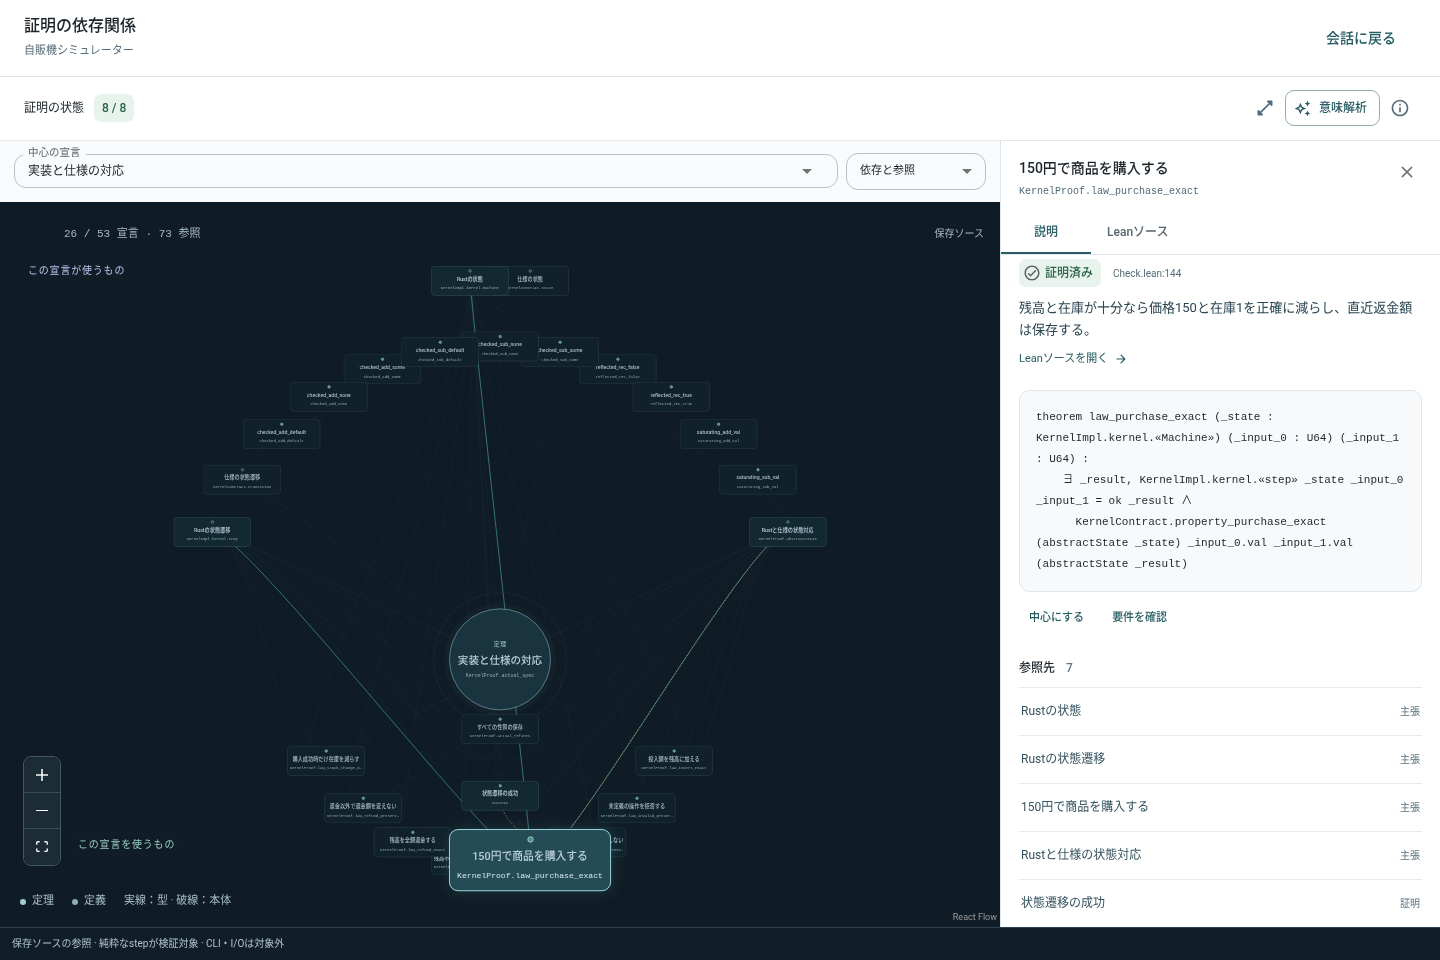 証明の依存関係
自販機シミュレーター
会話に戻る
証明の状態
8 / 8
意味解析
中心の宣言
実装と仕様の対応
依存と参照
26 / 53 宣言 · 73 参照
保存ソース
この宣言が使うもの
Rustの状態
仕様の状態
checked_sub_default
checked_sub_default
checked_sub_none
checked_sub_none
checked_sub_some
checked_sub_some
checked_add_some
checked_add_some
reflected_rec_false
reflected_rec_false
checked_add_none
checked_add_none
reflected_rec_true
reflected_rec_true
checked_add_default
checked_add_default
saturating_add_val
saturating_add_val
仕様の状態遷移
saturating_sub_val
saturating_sub_val
Rustの状態遷移
Rustと仕様の状態対応
定理
実装と仕様の対応
KernelProof.actual_spec
すべての性質の保存
購入成功時だけ在庫を減らす
投入額を残高に加える
状態遷移の成功
success
返金以外で返金額を変えない
未定義の操作を拒否する
残高を全額返金する
150円で商品を購入する
KernelProof.law_purchase_exact
この宣言を使うもの
定理
定義
実線：型 · 破線：本体
React Flow
150円で商品を購入する
KernelProof.law_purchase_exact
説明
Leanソース
証明済み
Check.lean:144
残高と在庫が十分なら価格150と在庫1を正確に減らし、直近返金額
は保存する。
Leanソースを開く
theorem law_purchase_exact (_state :
KernelImpl.kernel.«Machine») (_input_0 : U64) (_input_1
: U64) :
∃ _result, KernelImpl.kernel.«step» _state _input_0
_input_1 = ok _result ∧
KernelContract.property_purchase_exact
(abstractState _state) _input_0.val _input_1.val
(abstractState _result)
中心にする
要件を確認
参照先 7
Rustの状態
主張
Rustの状態遷移
主張
150円で商品を購入する
主張
Rustと仕様の状態対応
主張
状態遷移の成功
証明
保存ソースの参照 · 純粋なstepが検証対象 · CLI・I/Oは対象外